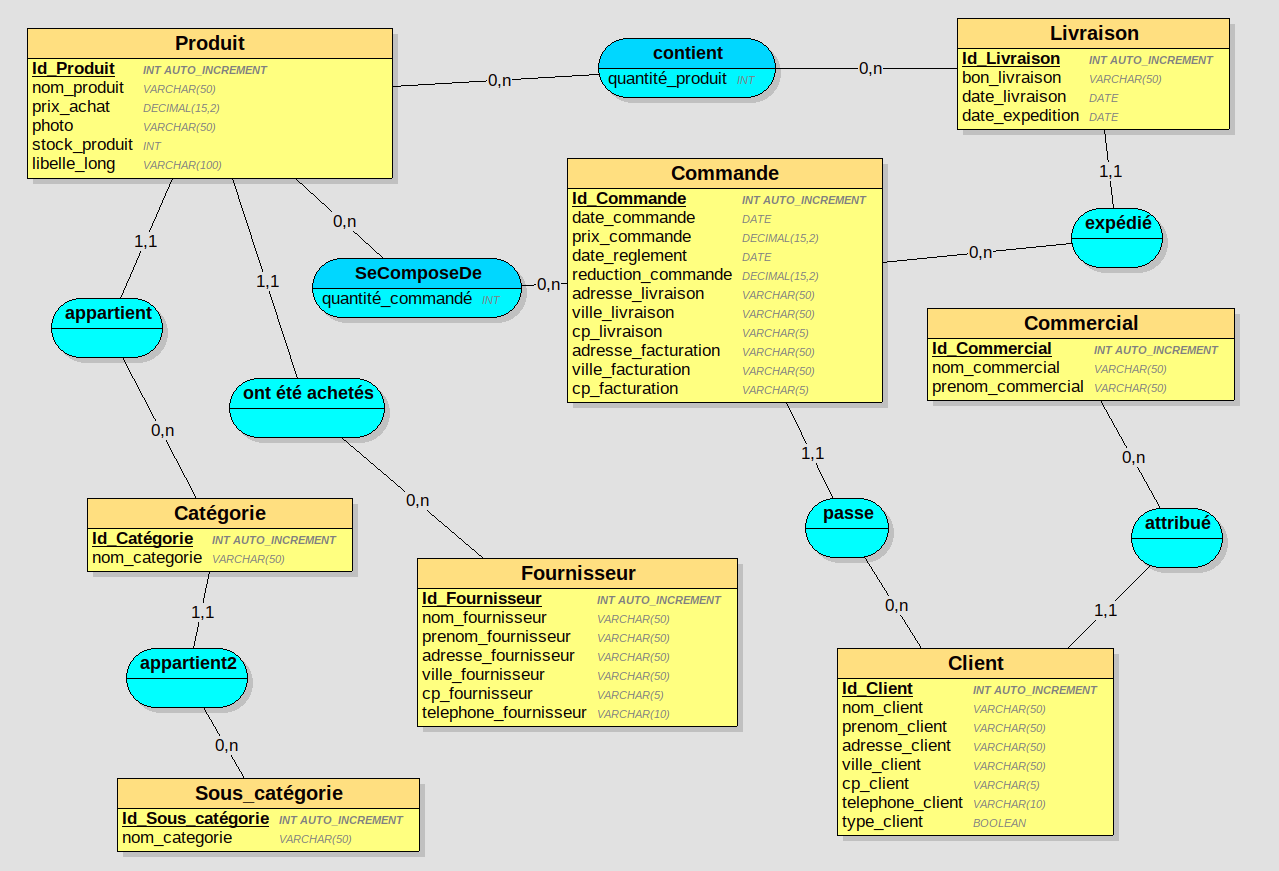 Produit
Id_Produit INT AUTO_INCREMENT
nom_produit VARCHAR(50)
prix_achat DECIMAL(15,2)
photo VARCHAR(50)
stock_produit INT
libelle_long VARCHAR(100)
0,n
contient
quantité_produit INT
0,n
Livraison
Id_Livraison INT AUTO_INCREMENT
bon_livraison VARCHAR(50)
date_livraison DATE
date_expedition DATE
1,1
expédié
0,n
Commande
Id_Commande INT AUTO_INCREMENT
date_commande DATE
prix_commande DECIMAL(15,2)
date_reglement DATE
reduction_commande DECIMAL(15,2)
adresse_livraison VARCHAR(50)
ville_livraison VARCHAR(50)
cp_livraison VARCHAR(5)
adresse_facturation VARCHAR(50)
ville_facturation VARCHAR(50)
cp_facturation VARCHAR(5)
0,n
SeComposeDe
quantité_commandé INT
0,n
1,1
appartient
0,n
1,1
ont été achetés
0,n
Commercial
Id_Commercial INT AUTO_INCREMENT
nom_commercial VARCHAR(50)
prenom_commercial VARCHAR(50)
0,n
attribué
1,1
1,1
passe
0,n
Catégorie
Id_Catégorie INT AUTO_INCREMENT
nom_categorie VARCHAR(50)
1,1
appartient2
0,n
Fournisseur
Id_Fournisseur INT AUTO_INCREMENT
nom_fournisseur VARCHAR(50)
prenom_fournisseur VARCHAR(50)
adresse_fournisseur VARCHAR(50)
ville_fournisseur VARCHAR(50)
cp_fournisseur VARCHAR(5)
telephone_fournisseur VARCHAR(10)
Client
Id_Client INT AUTO_INCREMENT
nom_client VARCHAR(50)
prenom_client VARCHAR(50)
adresse_client VARCHAR(50)
ville_client VARCHAR(50)
cp_client VARCHAR(5)
telephone_client VARCHAR(10)
type_client BOOLEAN
Sous_catégorie
Id_Sous_catégorie INT AUTO_INCREMENT
nom_categorie VARCHAR(50)